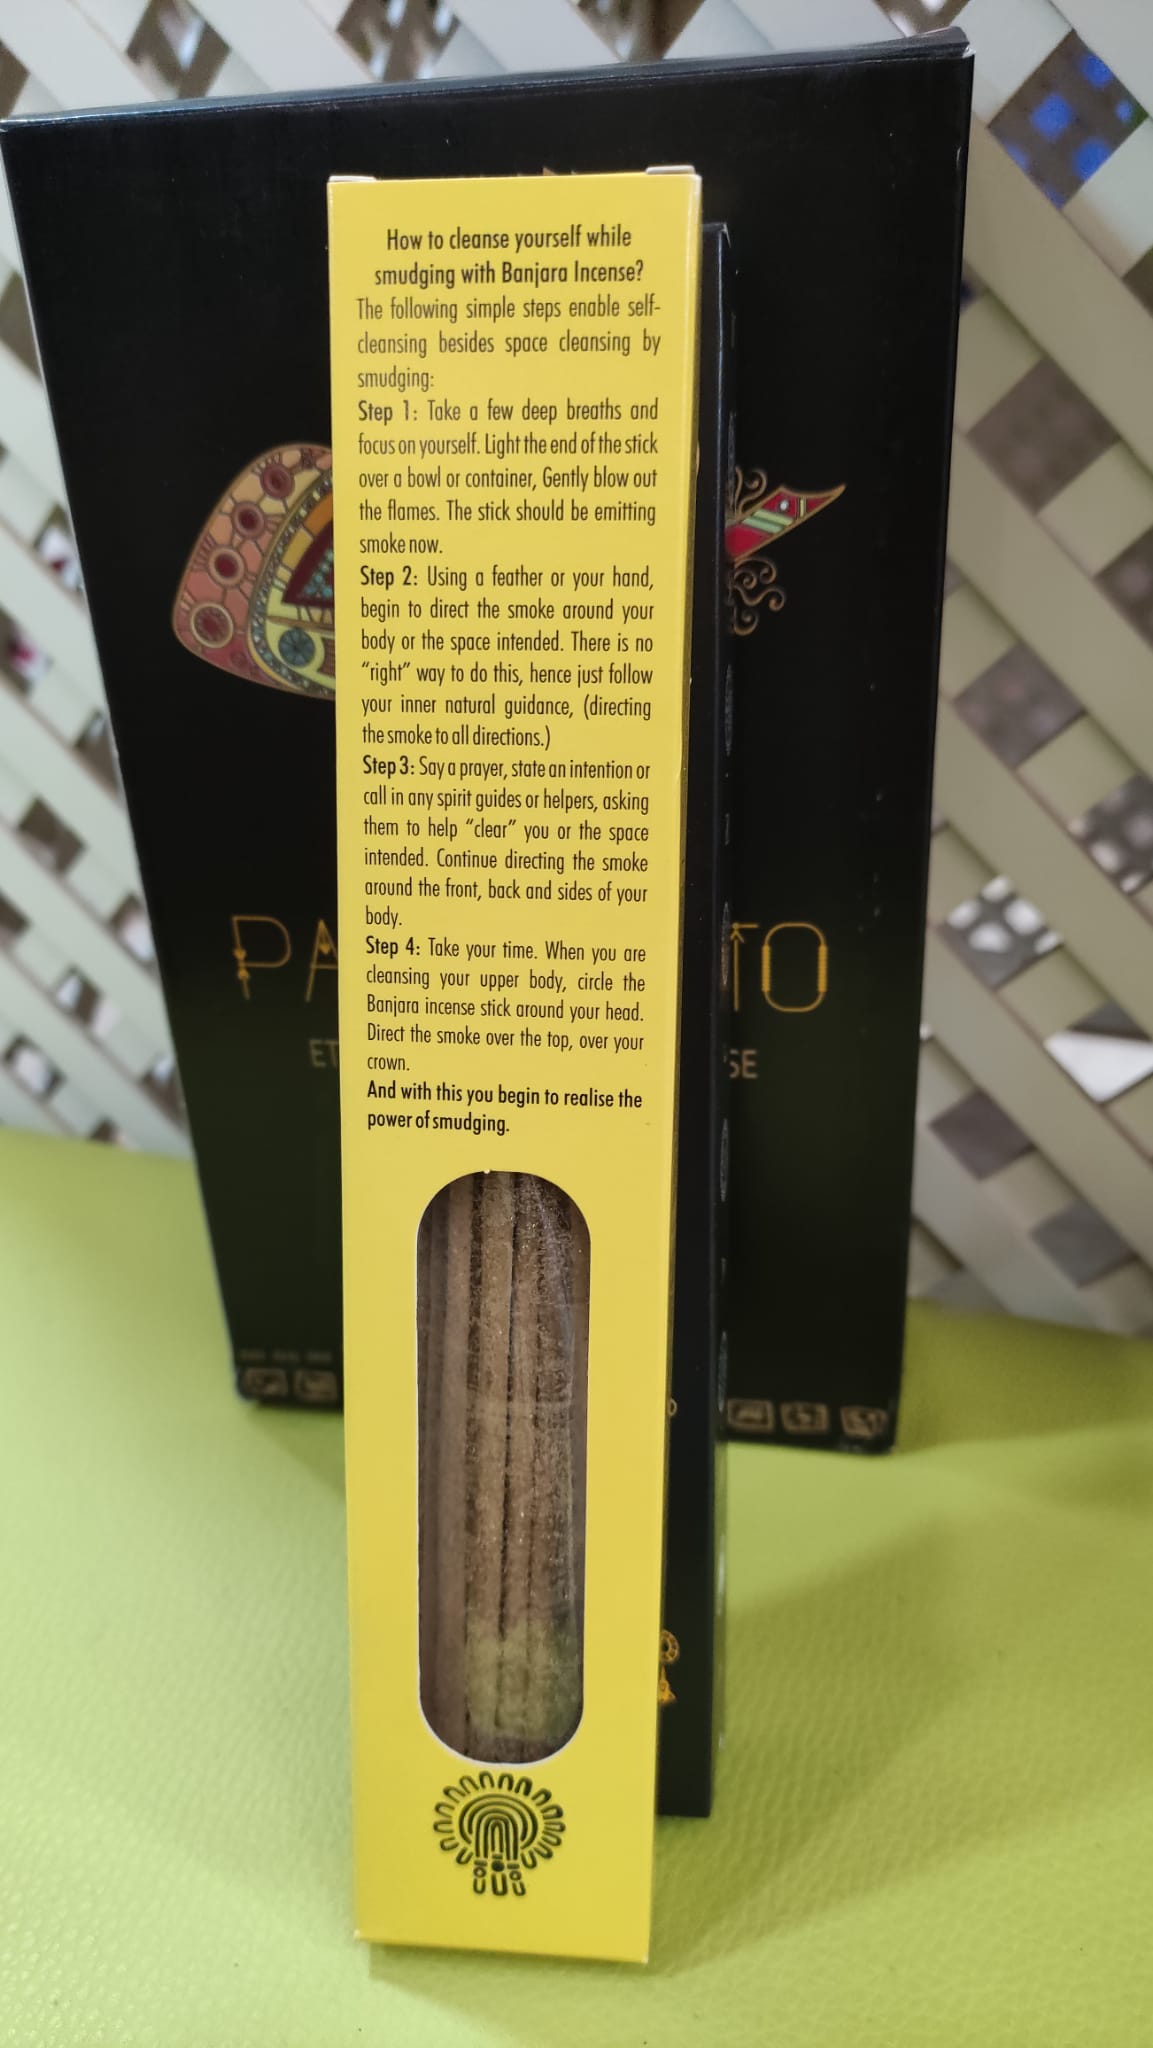 How to cleanse yourself while
smudging with Banjara Incense?
The following simple steps enable self-
cleansing besides space cleansing by
smudging:
Step 1: Take a few deep breaths and
focus on yourself. Light the end of the stick
over a bowl or container, Gently blow out
the flames. The stick should be emitting
smoke now.
Step 2: Using a feather or your hand,
begin to direct the smoke around your
body or the space intended. There is no
“right” way to do this, hence just follow
your inner natural guidance, (directing
the smoke to all directions.)
Step 3: Say a prayer, state an intention or
call in any spirit guides or helpers, asking
them to help “clear” you or the space
intended. Continue directing the smoke
around the front, back and sides of your
body.
Step 4: Take your time. When you are
cleansing your upper body, circle the
Banjara incense stick around your head.
Direct the smoke over the top, over your
crown.
And with this you begin to realise the
power of smudging.
PA TO
ET SE